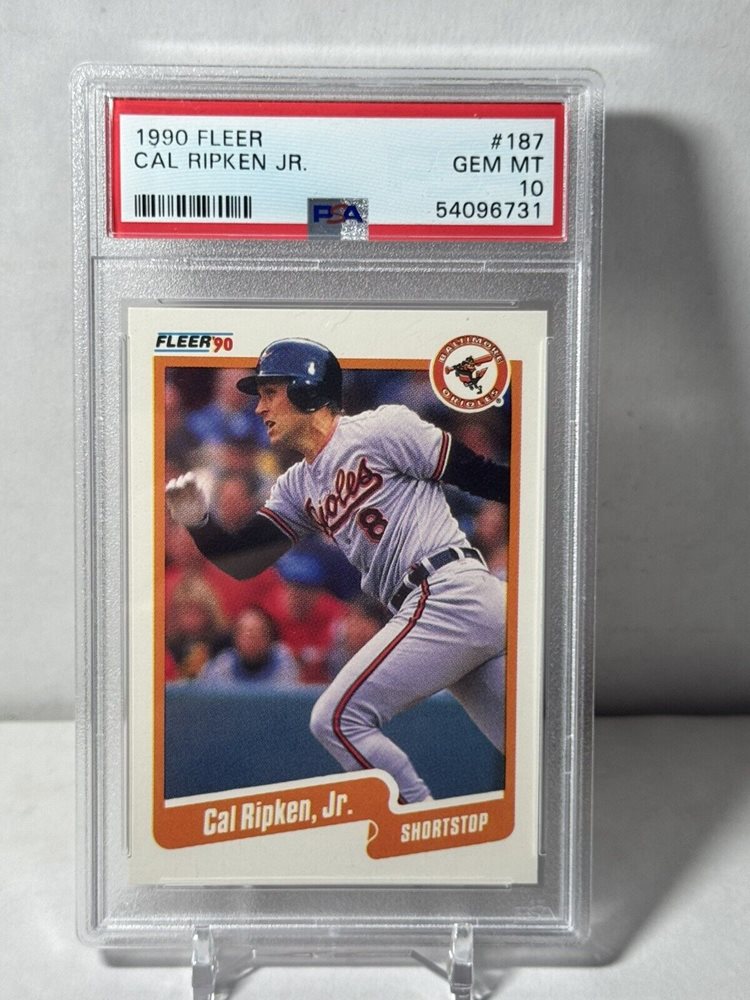 1990 FLEER #187
CAL RIPKEN JR. GEM MT
10
54096731
PSA
FLEER'90
BALTIMORE
ORIOLES
®
rioles
8
Cal Ripken, Jr.
SHORTSTOP